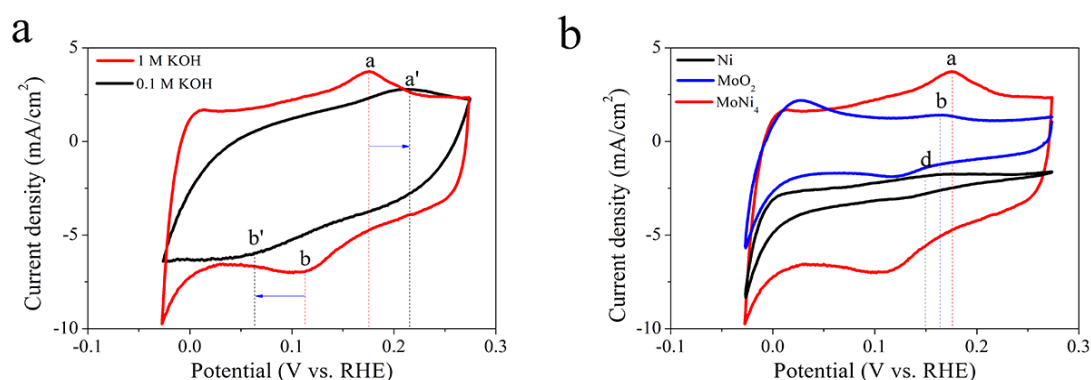 a
1 M KOH
0.1 M KOH
a
a'
b'
b
5
0
-5
-10
-0.1
0.0
0.1
0.2
0.3
Current density (mA/cm²)
Potential (V vs. RHE)
b
Ni
MoO₂
MoNi₄
a
b
d
5
0
-5
-10
-0.1
0.0
0.1
0.2
0.3
Current density (mA/cm²)
Potential (V vs. RHE)